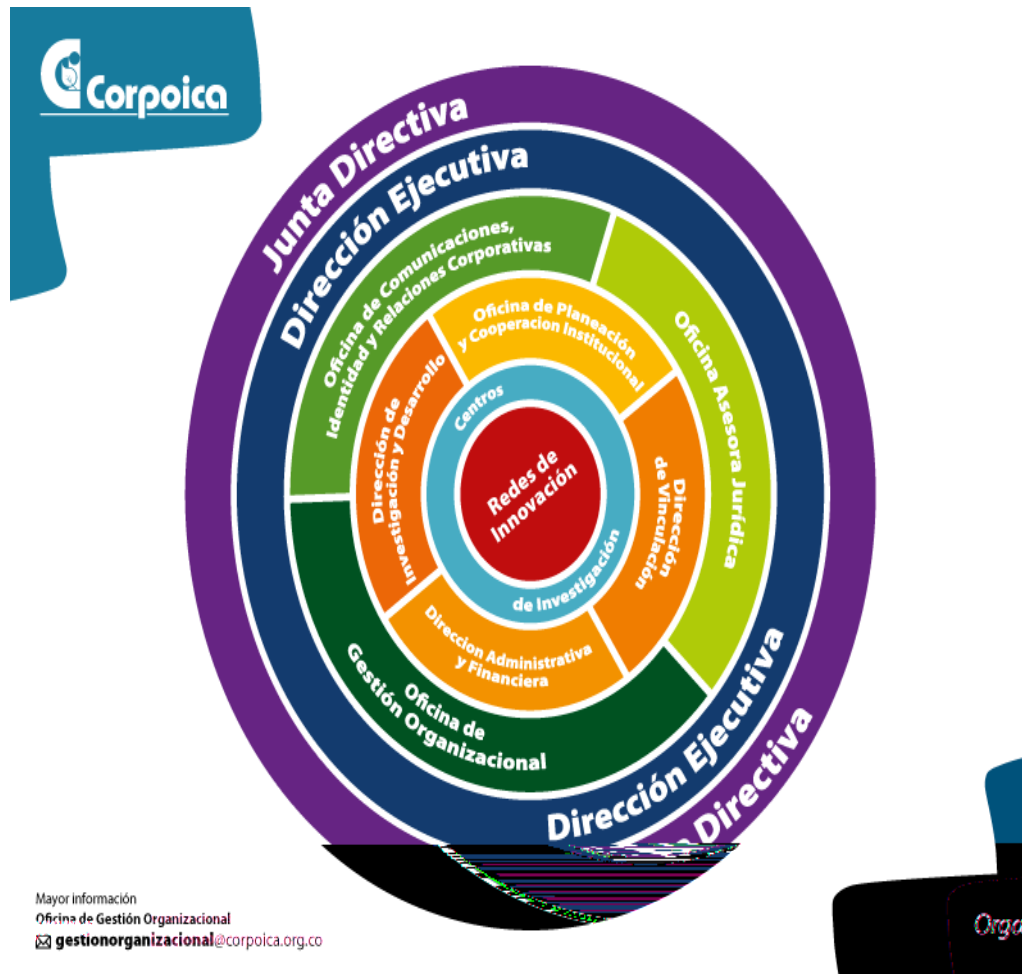 Corpoica
Junta Directiva
Dirección Ejecutiva
Oficina de Comunicaciones,
Identidad y Relaciones Corporativas
Oficina Asesora Jurídica
Oficina de Planeación
y Cooperacion Institucional
Dirección de
Investigación y Desarrollo
Centros
Redes de
Innovación
Dirección
de Vinculación
de Investigación
Direccion Administrativa
y Financiera
Oficina de
Gestión Organizacional
Dirección Ejecutiva
Directiva
Mayor información
Oficina de Gestión Organizacional
gestionorganizacional@corpoica.org.co